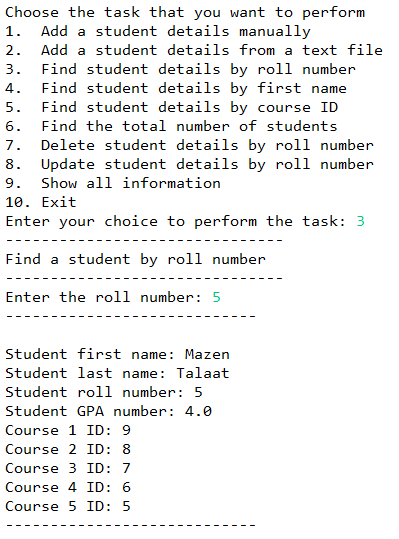 Choose the task that you want to perform
1.  Add a student details manually
2.  Add a student details from a text file
3.  Find student details by roll number
4.  Find student details by first name
5.  Find student details by course ID
6.  Find the total number of students
7.  Delete student details by roll number
8.  Update student details by roll number
9.  Show all information
10. Exit
Enter your choice to perform the task: 3
-------------------------------
Find a student by roll number
-------------------------------
Enter the roll number: 5
----------------------------
Student first name: Mazen
Student last name: Talaat
Student roll number: 5
Student GPA number: 4.0
Course 1 ID: 9
Course 2 ID: 8
Course 3 ID: 7
Course 4 ID: 6
Course 5 ID: 5
----------------------------